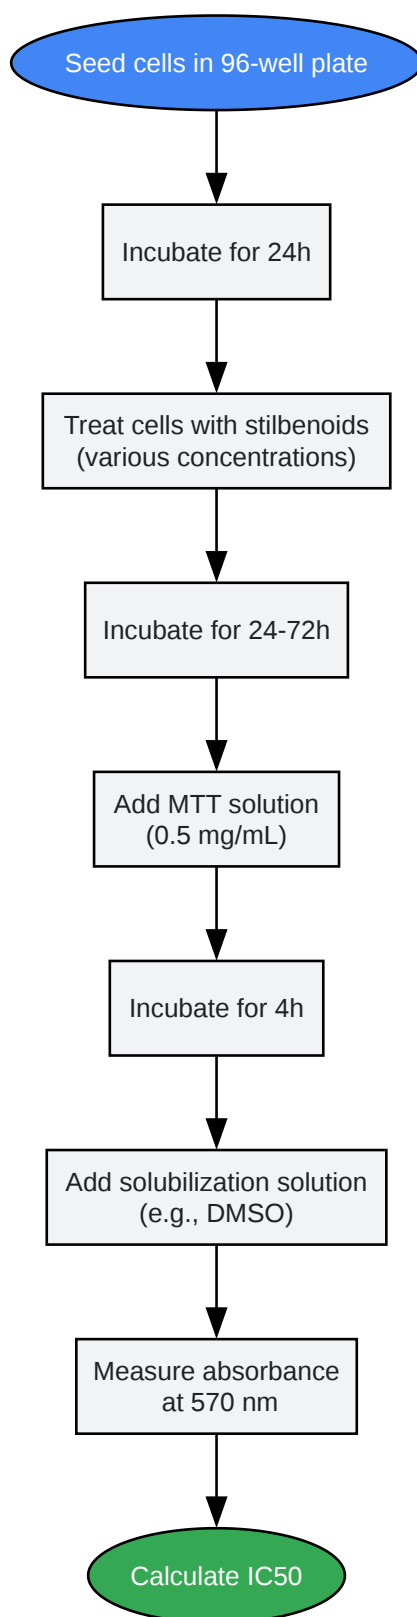 Seed cells in 96-well plate
Incubate for 24h
Treat cells with stilbenoids
(various concentrations)
Incubate for 24-72h
Add MTT solution
(0.5 mg/mL)
Incubate for 4h
Add solubilization solution
(e.g., DMSO)
Measure absorbance
at 570 nm
Calculate IC50